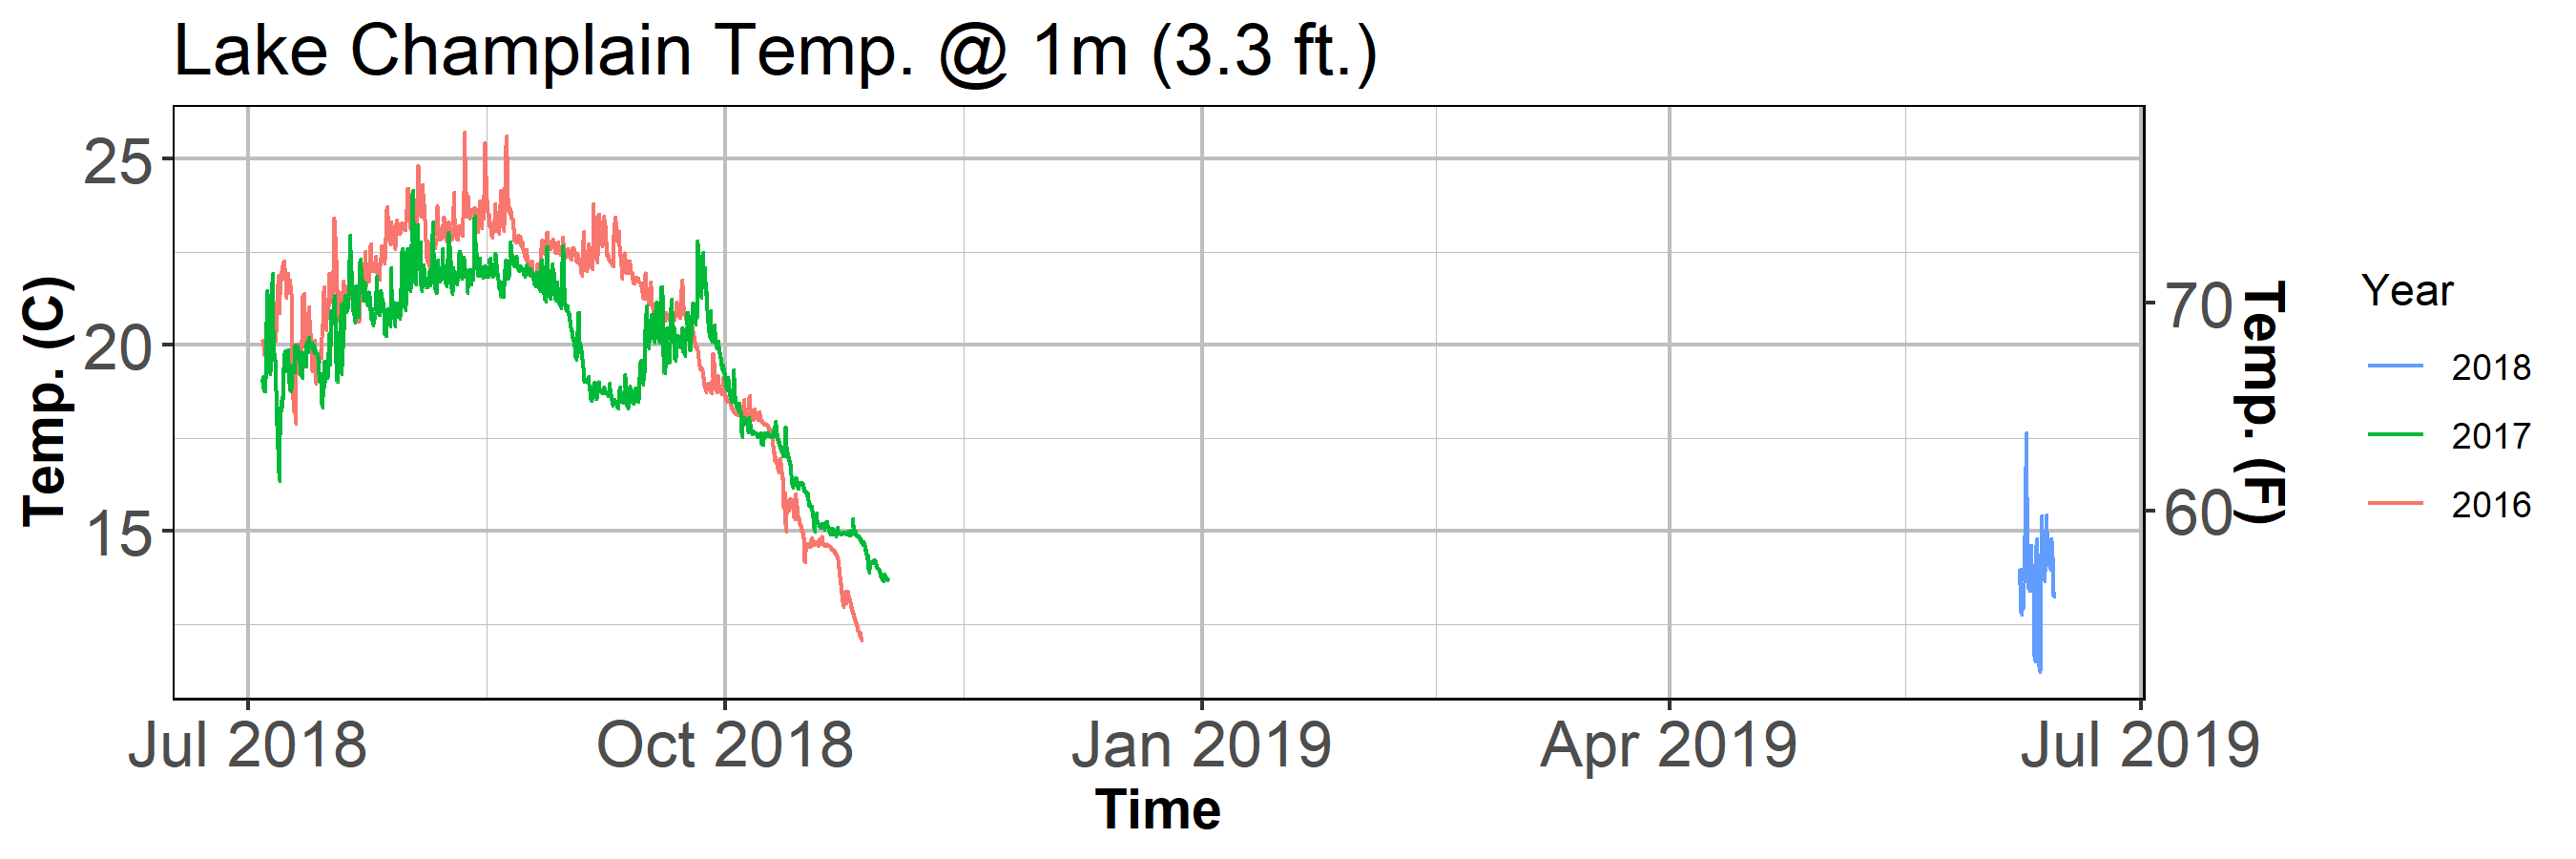 Lake Champlain Temp. @ 1m (3.3 ft.)
Temp. (C)
25
20
15
Jul 2018
Oct 2018
Jan 2019
Apr 2019
Jul 2019
Time
70
60
Temp. (F)
Year
2018
2017
2016